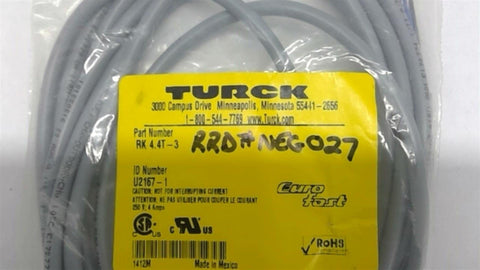 TURCK
3000 Campus Drive Minneapolis, Minnesota 55441-2656
1-800-544-7769 www.Turck.com
Part Number
RK 4.4T-3
RRD#NEG027
ID Number
U2167-1
CAUTION: NOT FOR INTERRUPTING CURRENT
ATTENTION: NE PAS UTILISER POUR COUPER LE COURANT
250 V; 4 Amps
Euro fast
C US
C US
RoHS
1412M
Made in Mexico